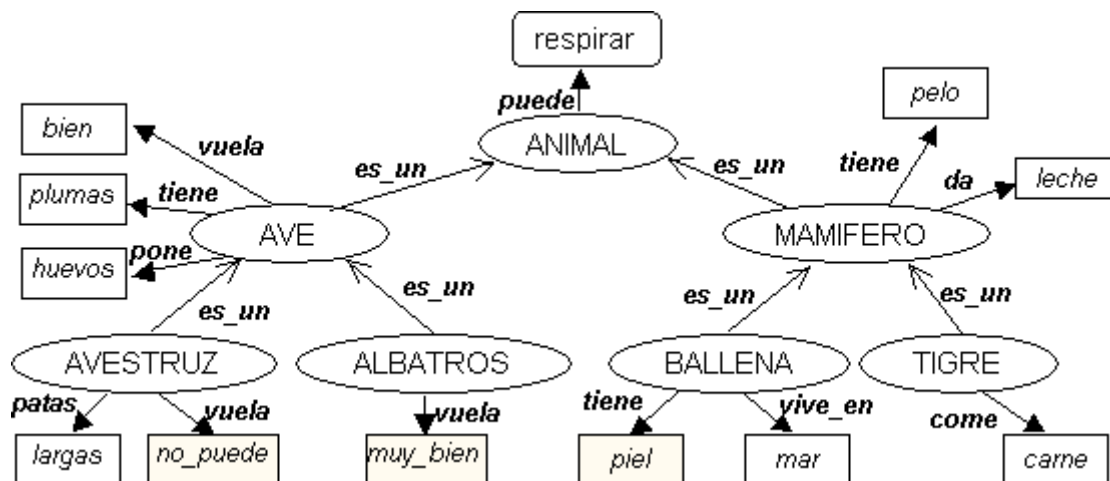 respirar
puede
pelo
bien
ANIMAL
vuela
tiene
es_un
es_un
da
leche
plumas
tiene
AVE
MAMIFERO
pone
huevos
es_un
es_un
es_un
es_un
AVESTRUZ
ALBATROS
BALLENA
TIGRE
patas
vuela
vuela
tiene
vive_en
come
largas
no_puede
muy_bien
piel
mar
carne